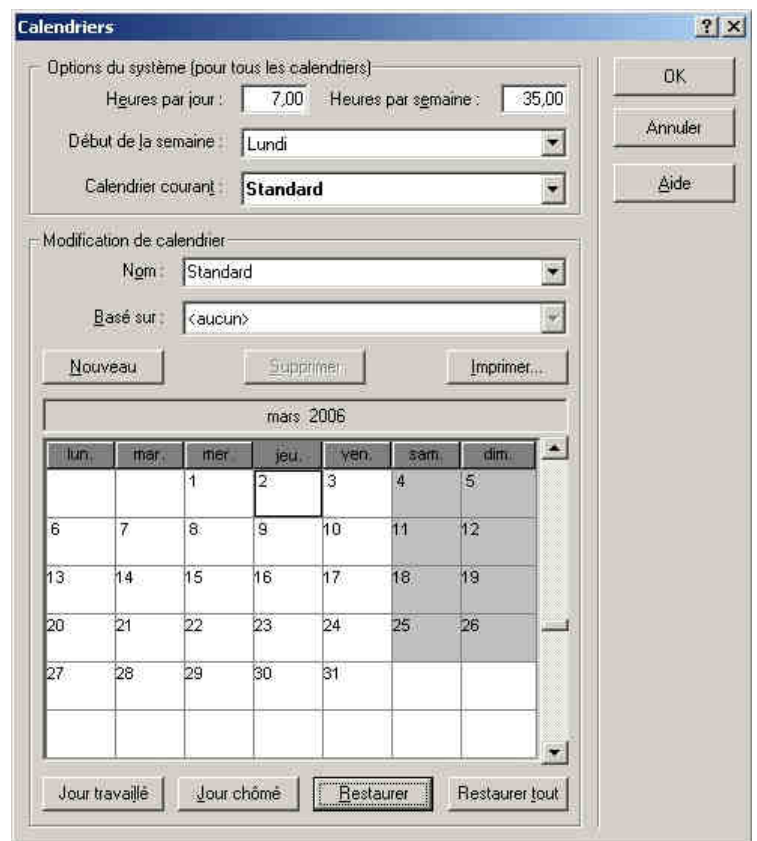 Calendriers
Options du système (pour tous les calendriers)
Heures par jour : 7,00 Heures par semaine : 35,00
Début de la semaine : Lundi
Calendrier courant : Standard
OK
Annuler
Aide
Modification de calendrier
Nom : Standard
Basé sur : <aucun>
Nouveau Supprimer Imprimer...
mars 2006
lun. mar. mer. jeu. ven. sam. dim.
1 2 3 4 5
6 7 8 9 10 11 12
13 14 15 16 17 18 19
20 21 22 23 24 25 26
27 28 29 30 31
Jour travaillé Jour chômé Restaurer Restaurer tout